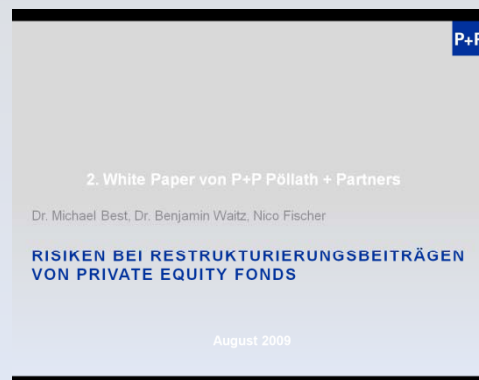 P+P
2. White Paper von P+P Pöllath + Partners
Dr. Michael Best, Dr. Benjamin Waitz, Nico Fischer
RISIKEN BEI RESTRUKTURIERUNGSBEITRÄGEN
VON PRIVATE EQUITY FONDS
August 2009